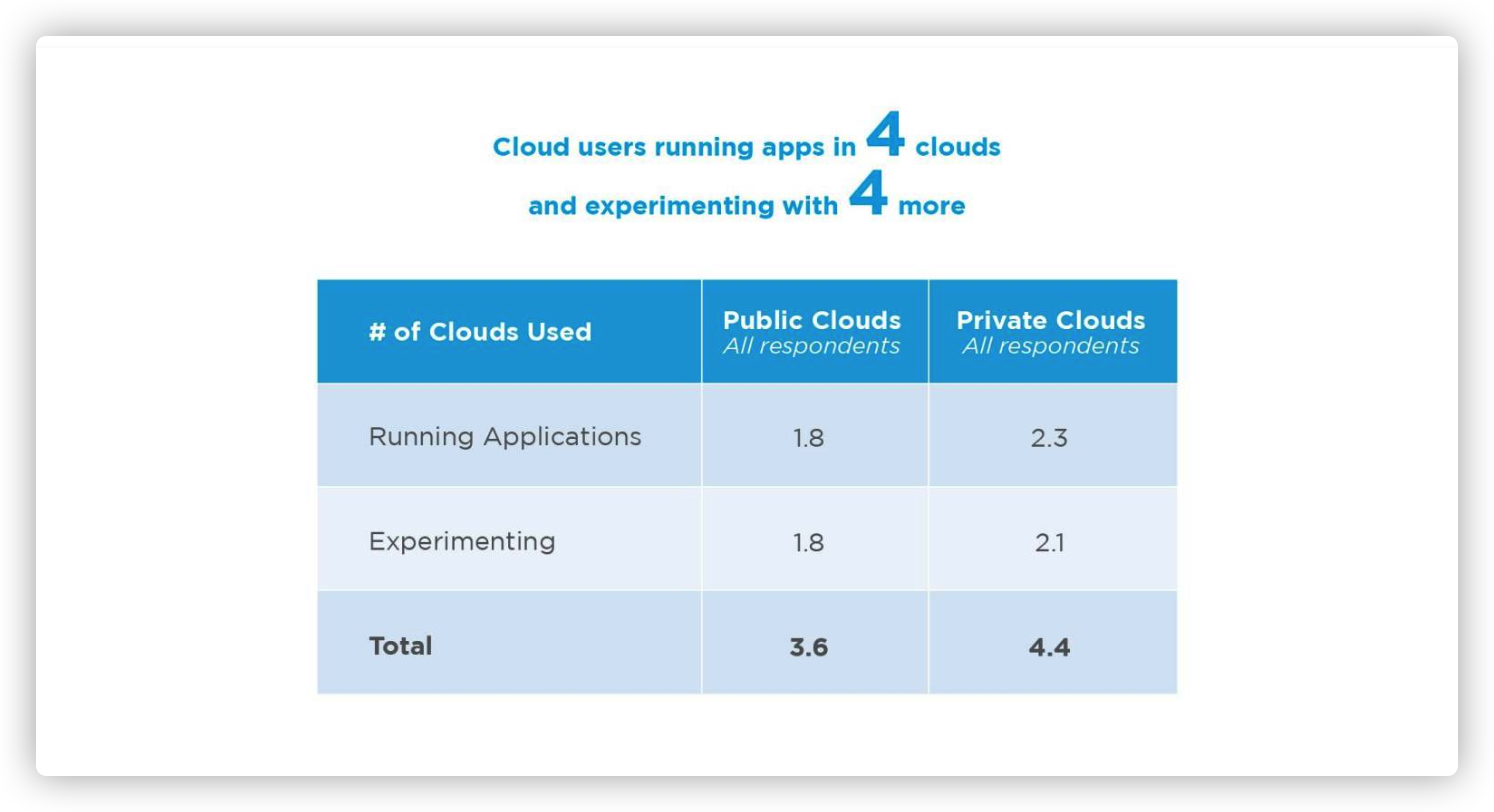 Cloud users running apps in 4 clouds
and experimenting with 4 more
# of Clouds Used
Public Clouds
All respondents
Private Clouds
All respondents
Running Applications
1.8
2.3
Experimenting
1.8
2.1
Total
3.6
4.4